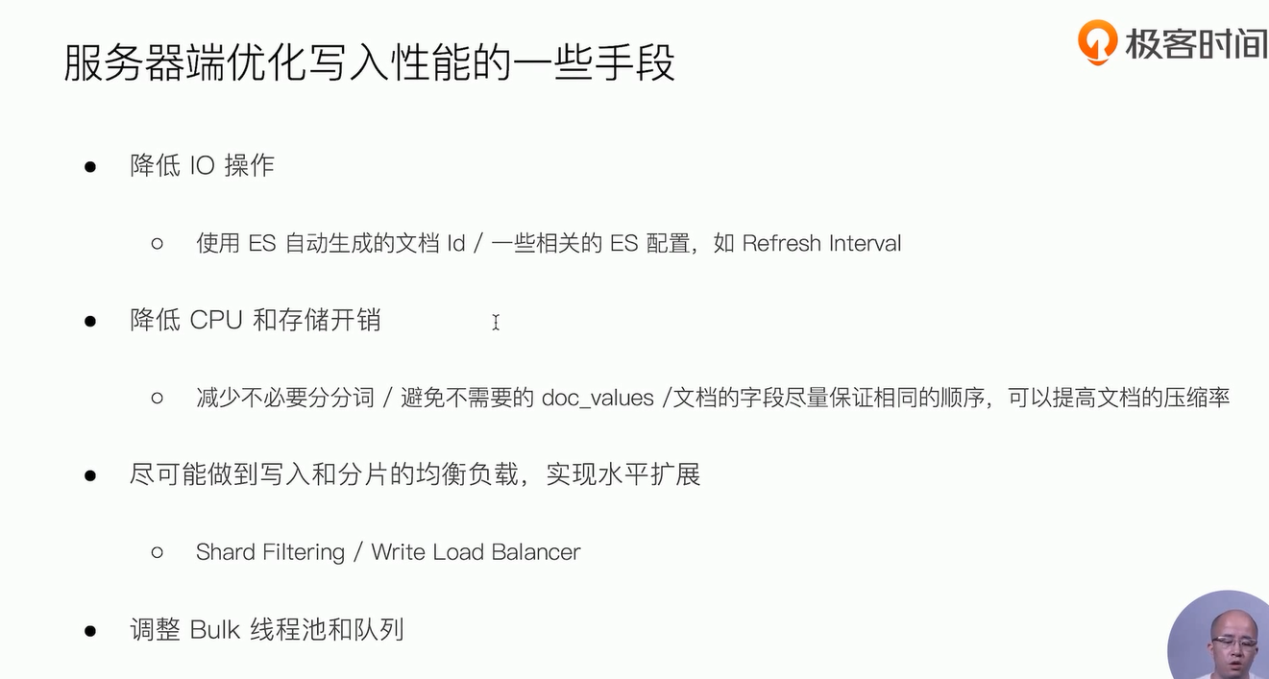 服务器端优化写入性能的一些手段
极客时间
● 降低 IO 操作
○ 使用 ES 自动生成的文档 Id / 一些相关的 ES 配置，如 Refresh Interval
● 降低 CPU 和存储开销
○ 减少不必要分分词 / 避免不需要的 doc_values /文档的字段尽量保证相同的顺序，可以提高文档的压缩率
● 尽可能做到写入和分片的均衡负载，实现水平扩展
○ Shard Filtering / Write Load Balancer
● 调整 Bulk 线程池和队列